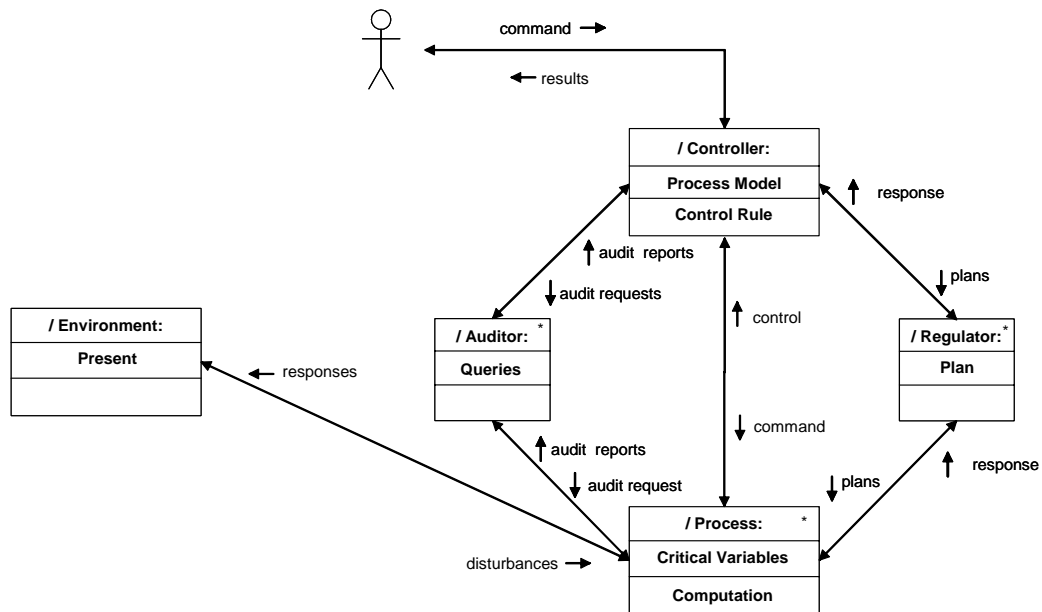 command
results
/ Controller:
Process Model
Control Rule
response
audit reports
plans
audit requests
/ Environment:
Present
/ Auditor: *
Queries
control
/ Regulator: *
Plan
responses
command
audit reports
response
audit request
plans
/ Process: *
Critical Variables
disturbances
Computation